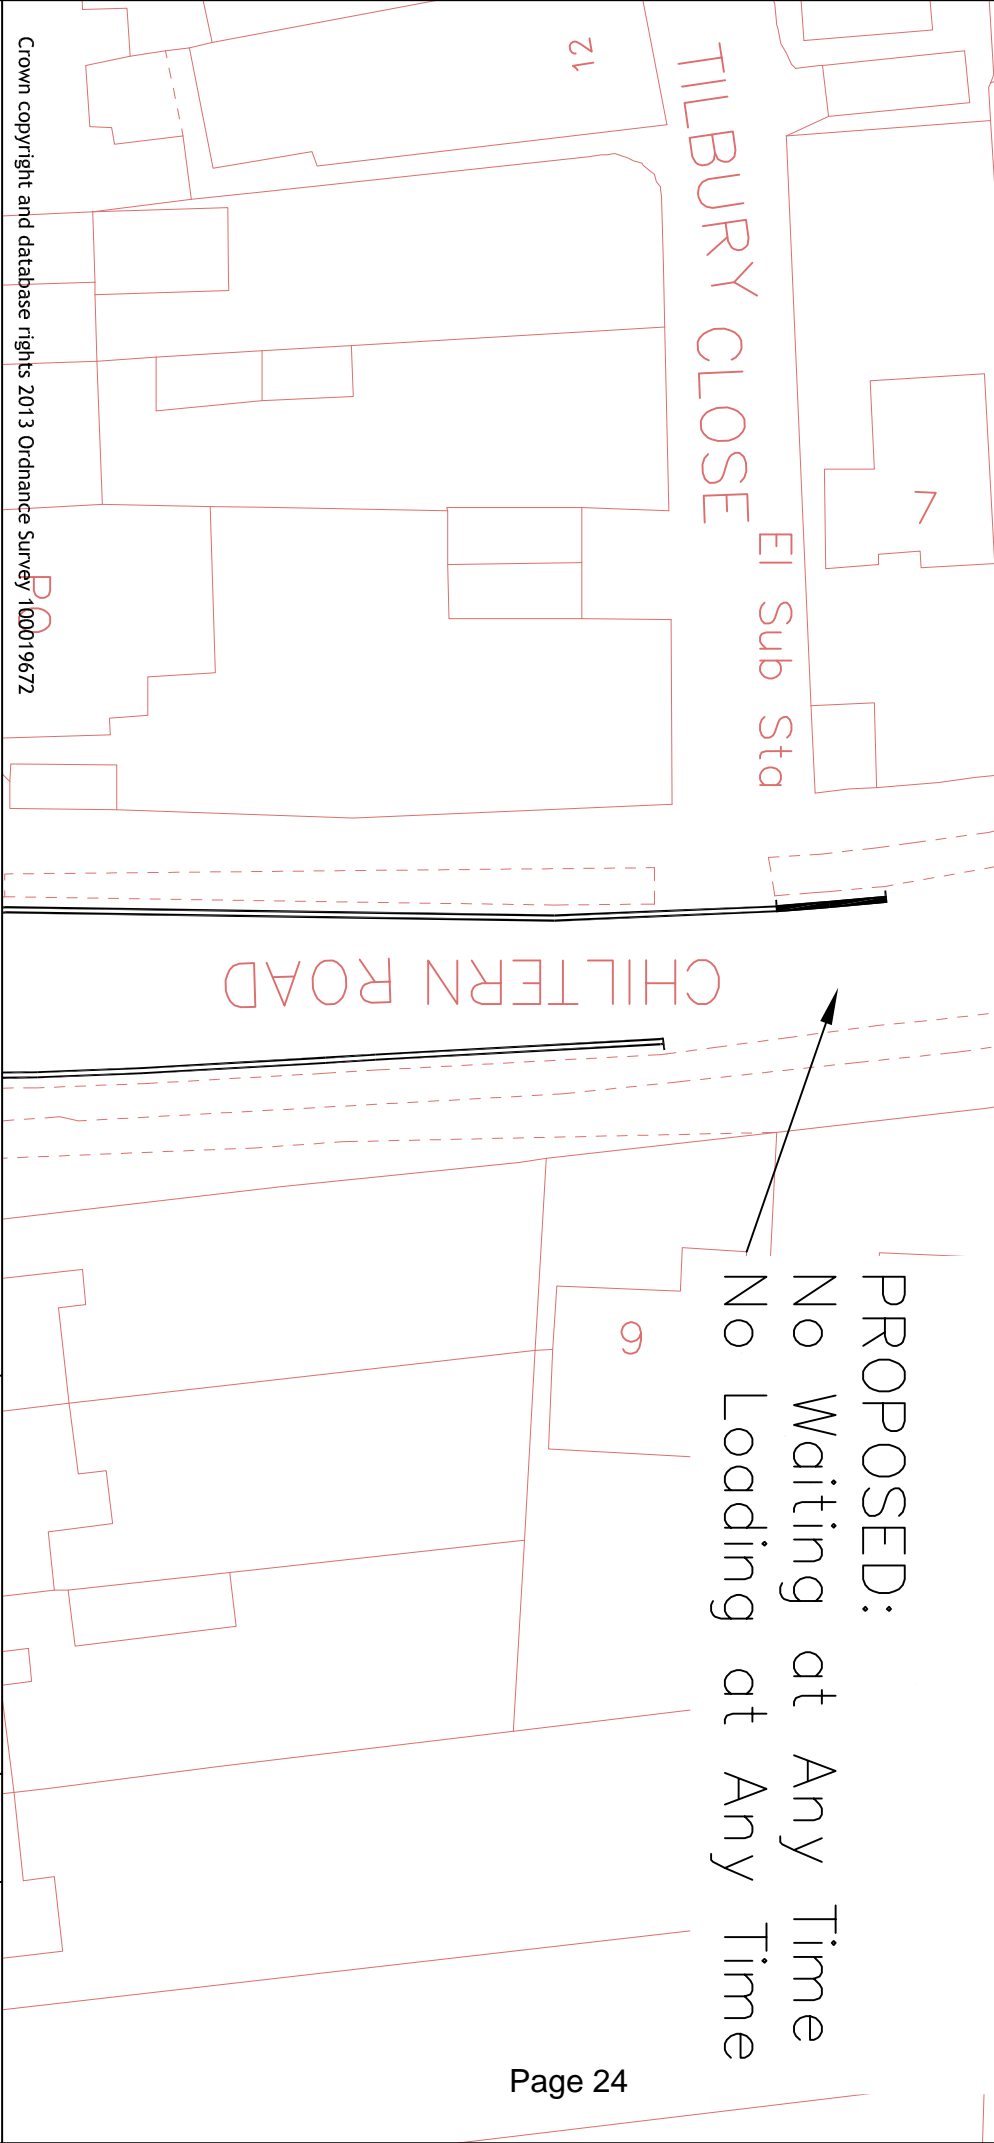 12
TILBURY CLOSE
7
El Sub Sta
PO
Crown copyright and database rights 2013 Ordnance Survey 100019672
CHILTERN ROAD
PROPOSED:
No Waiting at Any Time
No Loading at Any Time
9
Page 24